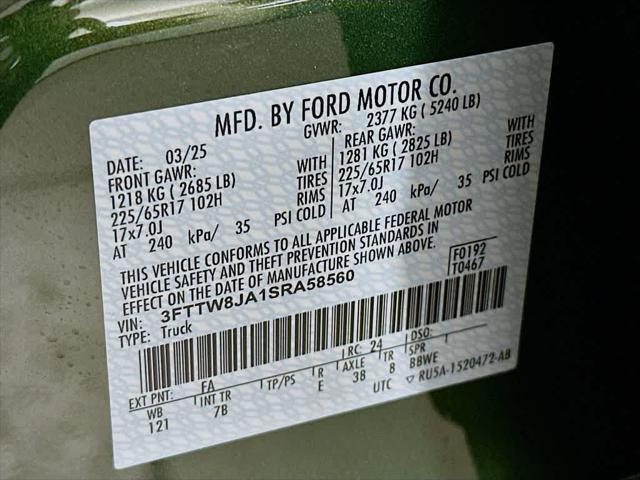 MFD. BY FORD MOTOR CO.
DATE: 03/25 GVWR: 2377 KG ( 5240 LB)
FRONT GAWR: REAR GAWR:
1218 KG ( 2685 LB) WITH 1281 KG ( 2825 LB) WITH
225/65R17 102H TIRES 225/65R17 102H TIRES
17x7.0J RIMS 17x7.0J RIMS
AT 240 kPa/ 35 PSI COLD AT 240 kPa/ 35 PSI COLD
THIS VEHICLE CONFORMS TO ALL APPLICABLE FEDERAL MOTOR
VEHICLE SAFETY AND THEFT PREVENTION STANDARDS IN
EFFECT ON THE DATE OF MANUFACTURE SHOWN ABOVE.
VIN: 3FTTW8JA1SRA58560 F0192
TYPE: Truck T0467
EXT PNT: FA RC: 24 DSO:
WB INT TR TP/PS R AXLE TR SPR
121 7B E 38 8 BBWE
UTC ▽ RU5A-1520472-AB